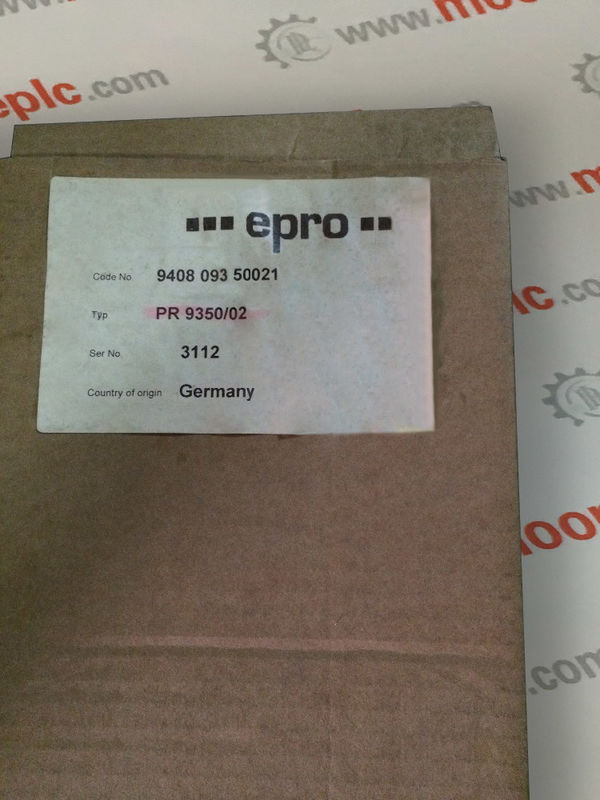 epro
Code No. 9408 093 50021
Typ PR 9350/02
Ser No. 3112
Country of origin Germany
www.moor
eplc.com
www.m
lc.co
moor
.com